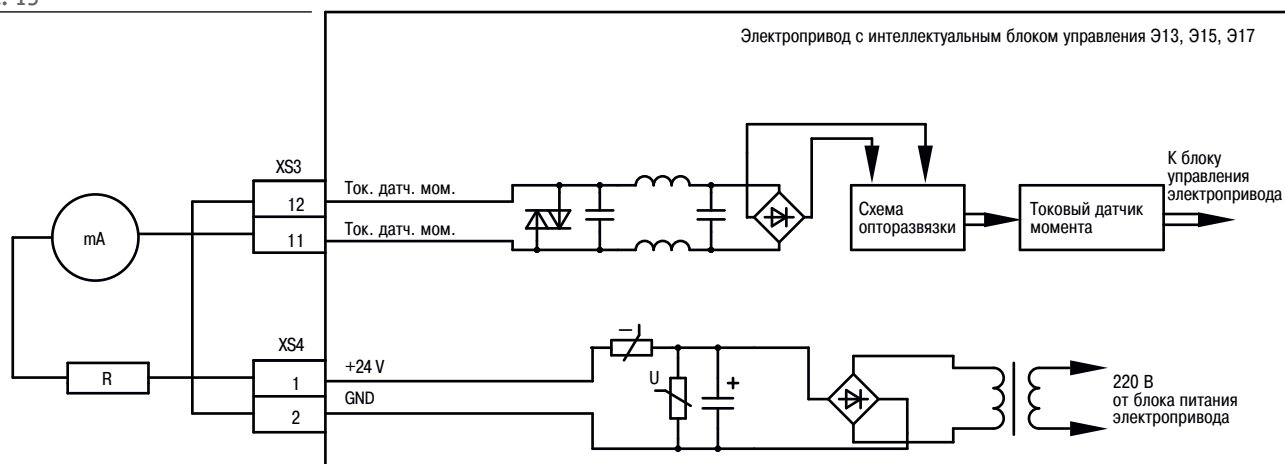 Электропривод с интеллектуальным блоком управления Э13, Э15, Э17
XS3
12
11
Ток. датч. мом.
Ток. датч. мом.
mA
R
Схема
опторазвязки
Токовый датчик
момента
К блоку
управления
электропривода
XS4
1
2
+24 V
GND
U
+
220 В
от блока питания
электропривода